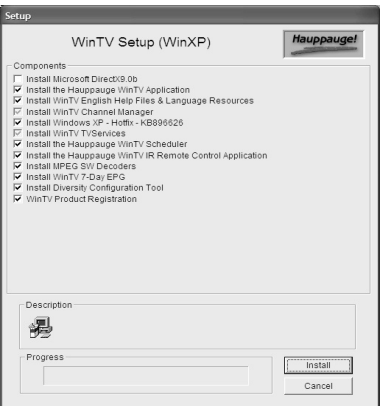 Setup
WinTV Setup (WinXP)
Hauppauge!
Components
Install Microsoft DirectX9.0b
Install the Hauppauge WinTV Application
Install WinTV English Help Files & Language Resources
Install WinTV Channel Manager
Install Windows XP - Hotfix - KB896626
Install WinTV TVServices
Install the Hauppauge WinTV Scheduler
Install the Hauppauge WinTV IR Remote Control Application
Install MPEG SW Decoders
Install WinTV 7-Day EPG
Install Diversity Configuration Tool
WinTV Product Registration
Description
Progress
Install
Cancel